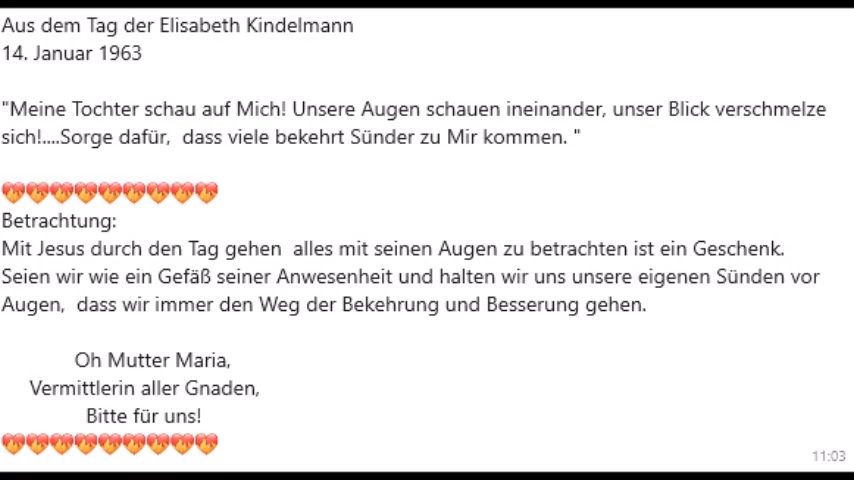 Aus dem Tag der Elisabeth Kindelmann
14. Januar 1963
"Meine Tochter schau auf Mich! Unsere Augen schauen ineinander, unser Blick verschmelze
sich!....Sorge dafür,  dass viele bekehrt Sünder zu Mir kommen. "
💝💝💝💝💝💝💝💝💝
Betrachtung:
Mit Jesus durch den Tag gehen  alles mit seinen Augen zu betrachten ist ein Geschenk.
Seien wir wie ein Gefäß seiner Anwesenheit und halten wir uns unsere eigenen Sünden vor
Augen,  dass wir immer den Weg der Bekehrung und Besserung gehen.
Oh Mutter Maria,
Vermittlerin aller Gnaden,
Bitte für uns!
💝💝💝💝💝💝💝💝💝
11:03